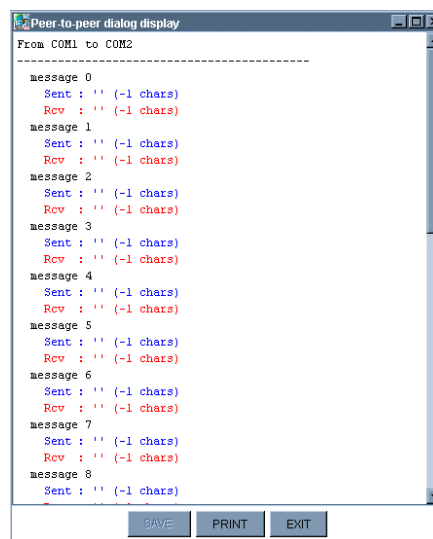 Peer-to-peer dialog display
From COM1 to COM2
------------------------------------------
message 0
Sent : '' (-1 chars)
Rcv : '' (-1 chars)
message 1
Sent : '' (-1 chars)
Rcv : '' (-1 chars)
message 2
Sent : '' (-1 chars)
Rcv : '' (-1 chars)
message 3
Sent : '' (-1 chars)
Rcv : '' (-1 chars)
message 4
Sent : '' (-1 chars)
Rcv : '' (-1 chars)
message 5
Sent : '' (-1 chars)
Rcv : '' (-1 chars)
message 6
Sent : '' (-1 chars)
Rcv : '' (-1 chars)
message 7
Sent : '' (-1 chars)
Rcv : '' (-1 chars)
message 8
Sent : '' (-1 chars)
SAVE PRINT EXIT